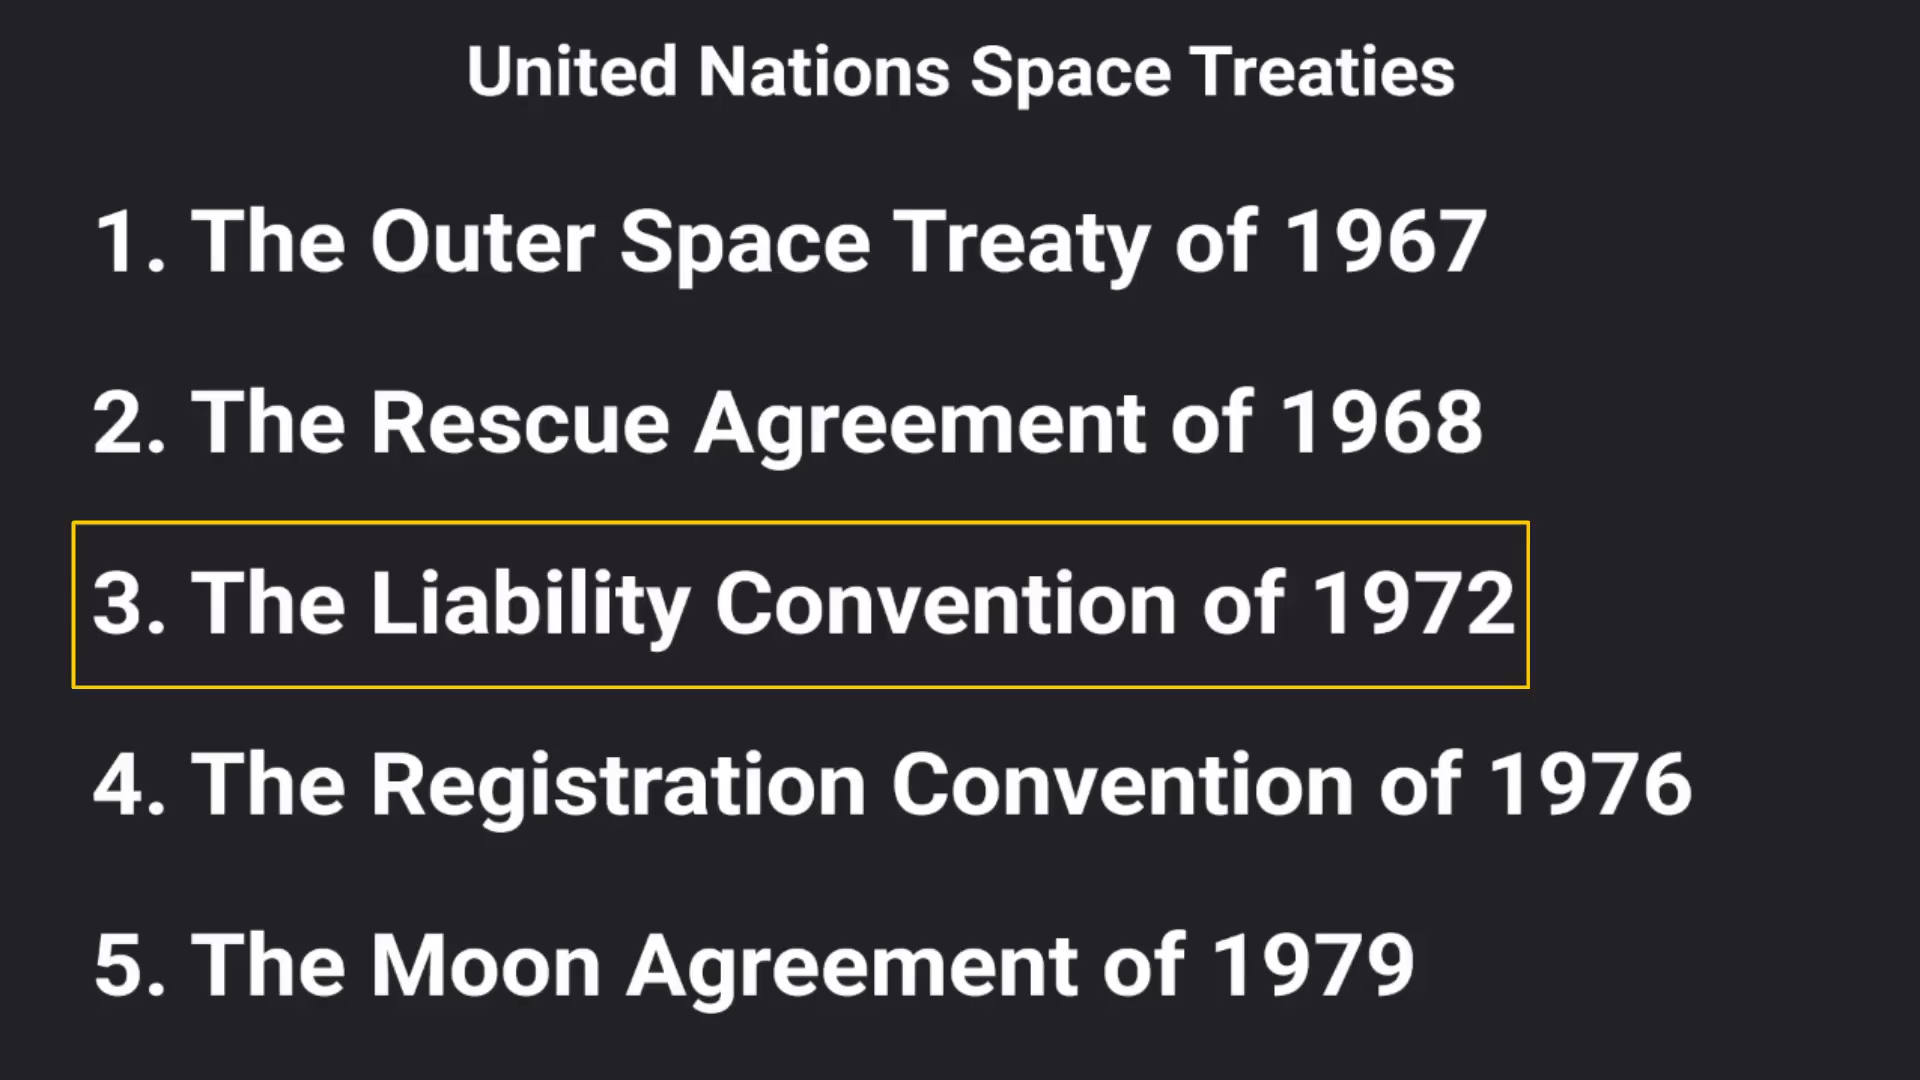 United Nations Space Treaties
1. The Outer Space Treaty of 1967
2. The Rescue Agreement of 1968
3. The Liability Convention of 1972
4. The Registration Convention of 1976
5. The Moon Agreement of 1979